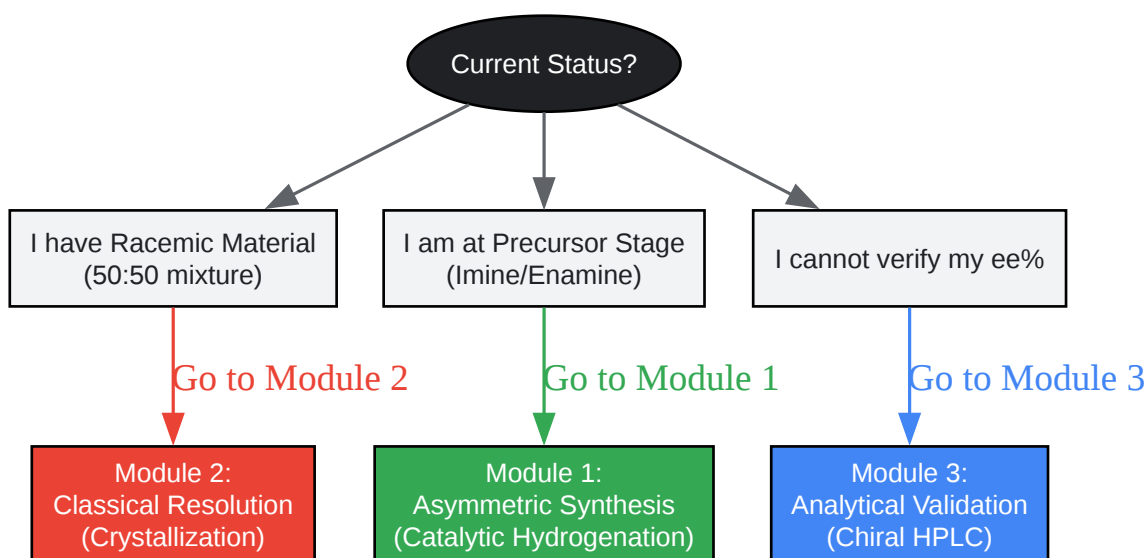 Current Status?
I have Racemic Material
(50:50 mixture)
I am at Precursor Stage
(Imine/Enamine)
I cannot verify my ee%
Go to Module 2
Go to Module 1
Go to Module 3
Module 2:
Classical Resolution
(Crystallization)
Module 1:
Asymmetric Synthesis
(Catalytic Hydrogenation)
Module 3:
Analytical Validation
(Chiral HPLC)